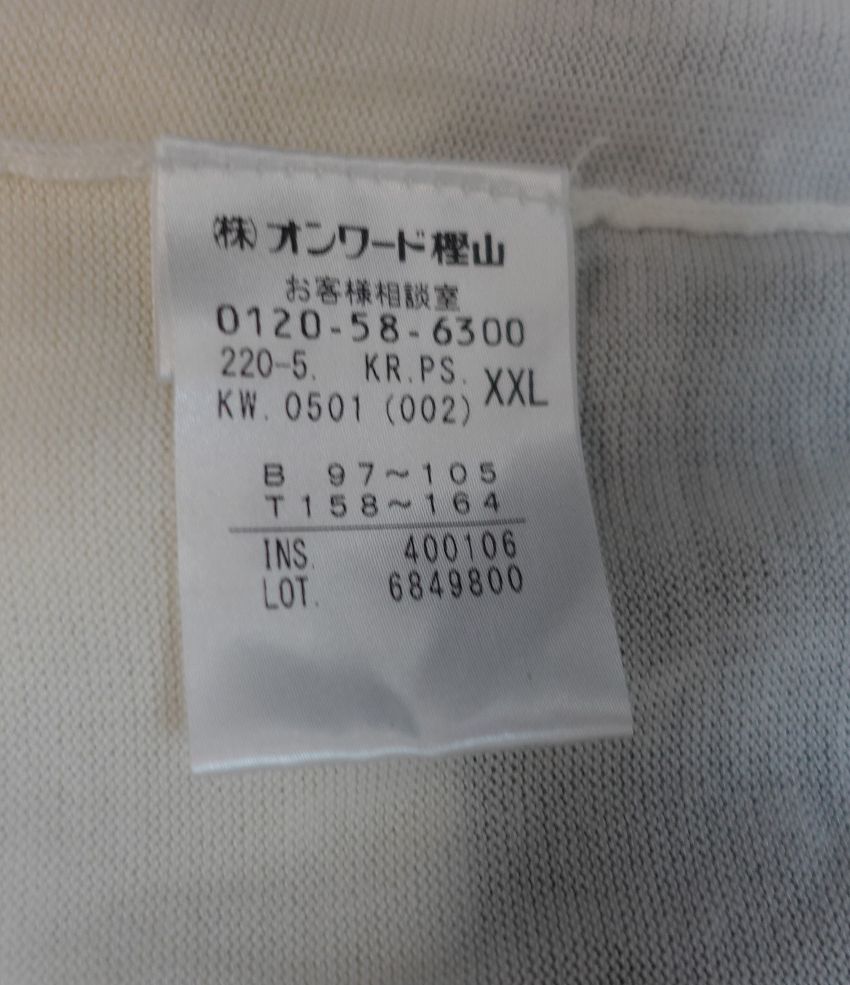 ㈱オンワード樫山
お客様相談室
0120-58-6300
220-5. KR.PS. XXL
KW. 0501 (002)
B 97~105
T158~164
INS. 400106
LOT. 6849800